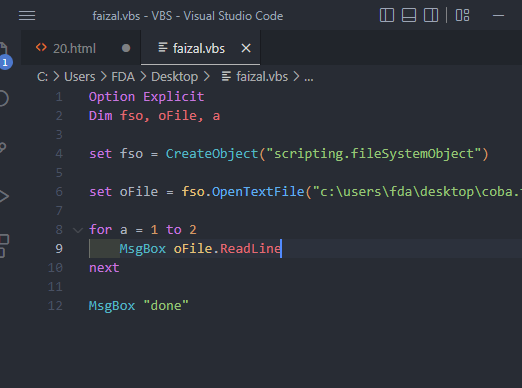 faizal.vbs - VBS - Visual Studio Code
20.html
faizal.vbs
1
C: > Users > FDA > Desktop > faizal.vbs > ...
1 Option Explicit
2 Dim fso, oFile, a
3
4 set fso = CreateObject("scripting.fileSystemObject")
5
6 set oFile = fso.OpenTextFile("c:\users\fda\desktop\coba.
7
8 for a = 1 to 2
9 MsgBox oFile.ReadLine
10 next
11
12 MsgBox "done"